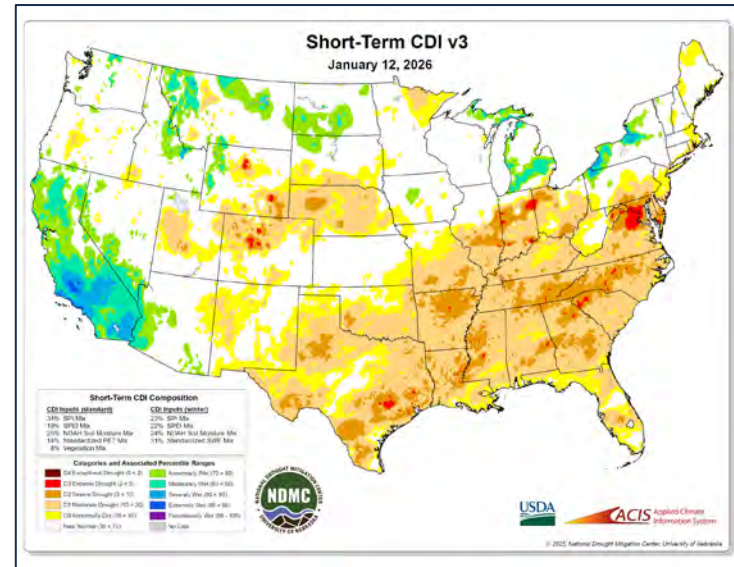 Short-Term CDI v3
January 12, 2026
Short-Term CDI Composition
CDI Inputs (standard)
34% SPI Mix
19% SPEI Mix
25% NOAH Soil Moisture Mix
14% Standardized PET Mix
8% Vegetation Mix
CDI Inputs (winter)
23% SPI Mix
22% SPEI Mix
24% NOAH Soil Moisture Mix
31% Standardized SWE Mix
Categories and Associated Percentile Ranges
D4 Exceptional Drought (0 < 2)
D3 Extreme Drought (2 < 5)
D2 Severe Drought (5 < 10)
D1 Moderate Drought (10 < 20)
D0 Abnormally Dry (20 < 30)
Near Normal (30 < 70)
Abnormally Wet (70 < 80)
Moderately Wet (80 < 90)
Severely Wet (90 < 95)
Extremely Wet (95 < 98)
Exceptionally Wet (98 - 100)
No Data
NATIONAL DROUGHT MITIGATION CENTER
NDMC
UNIVERSITY OF NEBRASKA
USDA
ACIS Applied Climate
Information System
© 2025, National Drought Mitigation Center, University of Nebraska